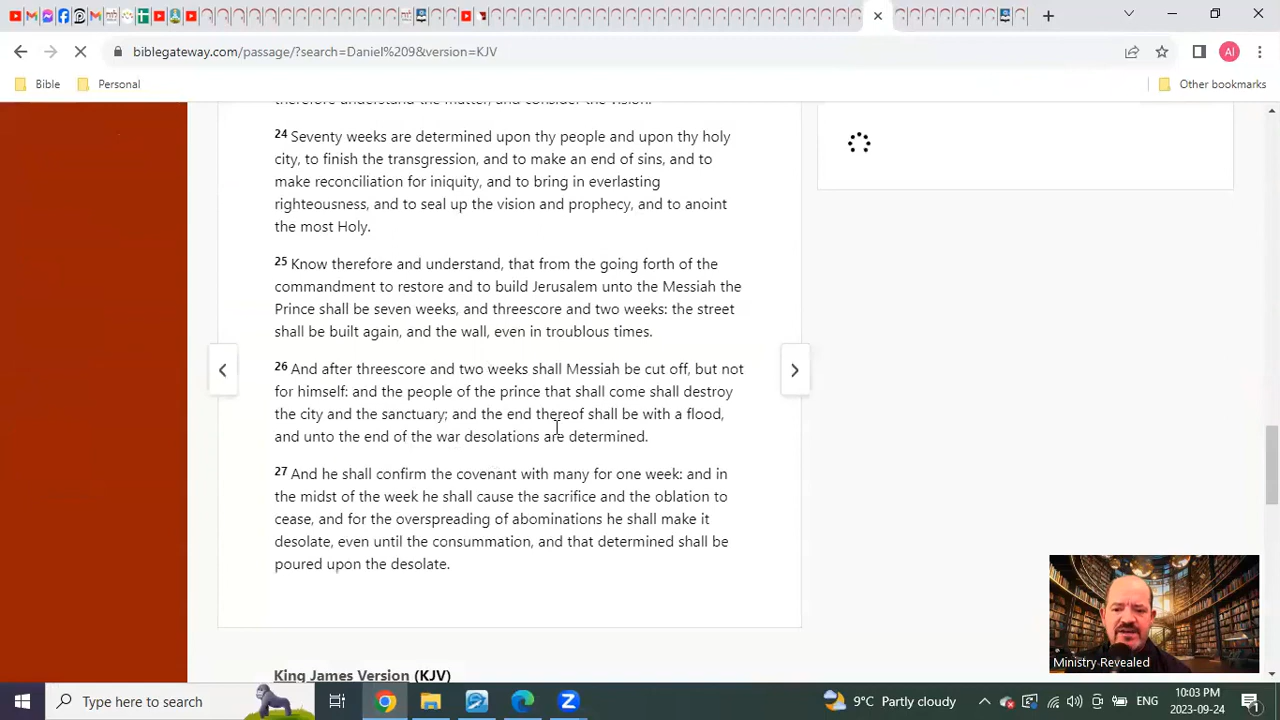 biblegateway.com/passage/?search=Daniel%209&version=KJV
AI
Bible
Personal
Other bookmarks
therefore understand the matter, and consider the vision.
24 Seventy weeks are determined upon thy people and upon thy holy
city, to finish the transgression, and to make an end of sins, and to
make reconciliation for iniquity, and to bring in everlasting
righteousness, and to seal up the vision and prophecy, and to anoint
the most Holy.
25 Know therefore and understand, that from the going forth of the
commandment to restore and to build Jerusalem unto the Messiah the
Prince shall be seven weeks, and threescore and two weeks: the street
shall be built again, and the wall, even in troublous times.
26 And after threescore and two weeks shall Messiah be cut off, but not
for himself: and the people of the prince that shall come shall destroy
the city and the sanctuary; and the end thereof shall be with a flood,
and unto the end of the war desolations are determined.
27 And he shall confirm the covenant with many for one week: and in
the midst of the week he shall cause the sacrifice and the oblation to
cease, and for the overspreading of abominations he shall make it
desolate, even until the consummation, and that determined shall be
poured upon the desolate.
King James Version (KJV)
Ministry Revealed
Type here to search
9°C Partly cloudy
ENG
10:03 PM
2023-09-24
1